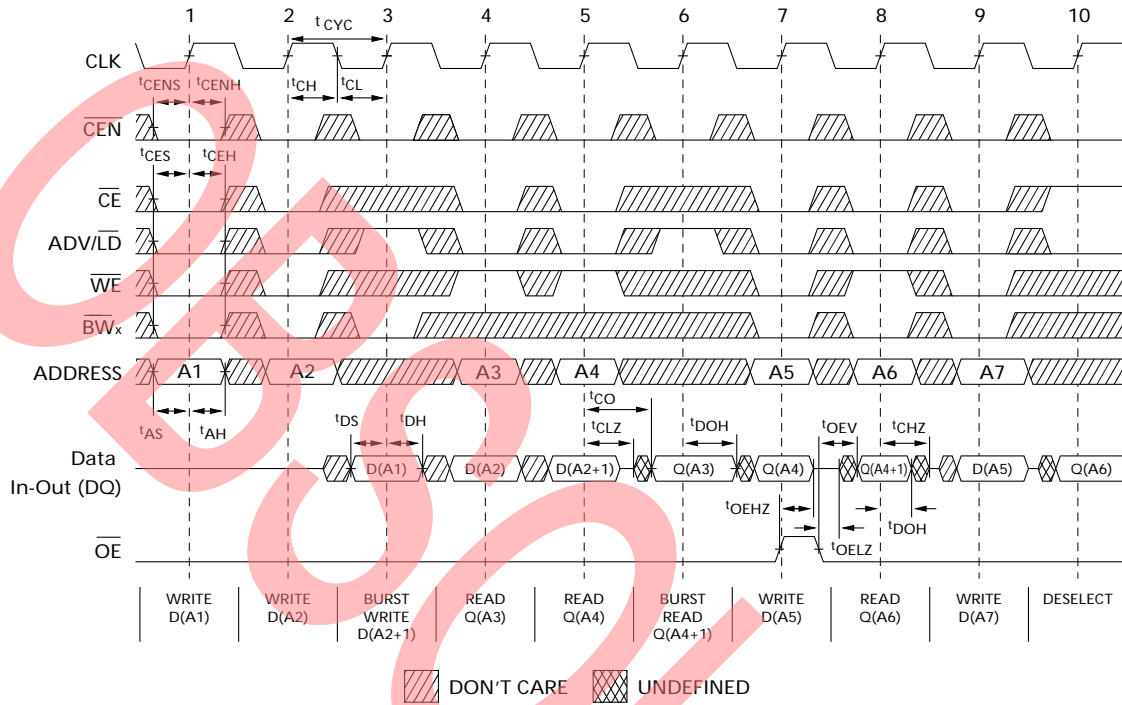 1 2 3 4 5 6 7 8 9 10
tCYC
CLK
tCENS tCENH tCH tCL
CEN
tCES tCEH
CE
ADV/LD
WE
BWx
ADDRESS A1 A2 A3 A4 A5 A6 A7
tAS tAH tDS tDH tCO tCLZ tDOH tOEV tCHZ
Data
In-Out (DQ)
D(A1) D(A2) D(A2+1) Q(A3) Q(A4) Q(A4+1) D(A5) Q(A6)
tOEHZ tDOH
tOELZ
OE
WRITE
D(A1)
WRITE
D(A2)
BURST
WRITE
D(A2+1)
READ
Q(A3)
READ
Q(A4)
BURST
READ
Q(A4+1)
WRITE
D(A5)
READ
Q(A6)
WRITE
D(A7)
DESELECT
DON'T CARE UNDEFINED